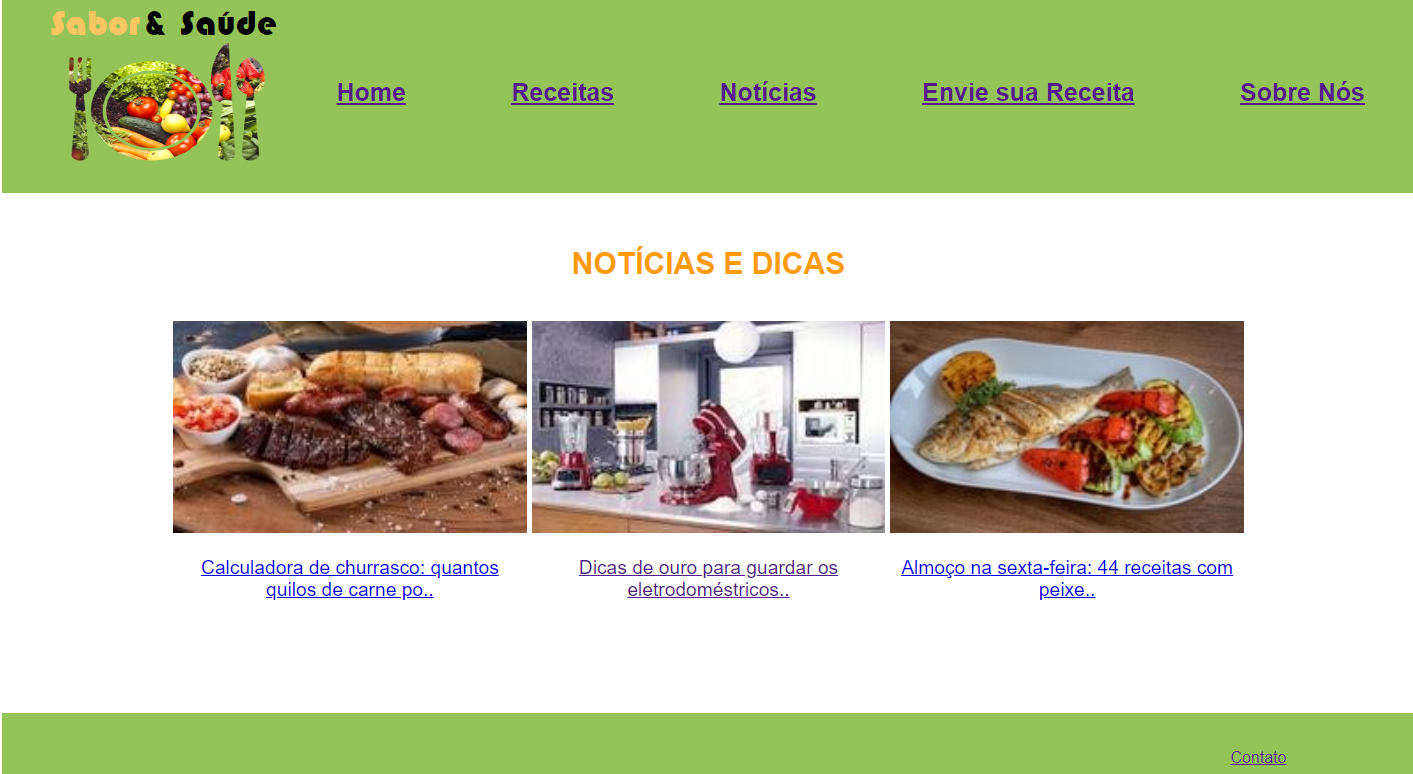 Sabor & Saúde
Home Receitas Notícias Envie sua Receita Sobre Nós
NOTÍCIAS E DICAS
Calculadora de churrasco: quantos
quilos de carne po..
Dicas de ouro para guardar os
eletrodoméstricos..
Almoço na sexta-feira: 44 receitas com
peixe..
Contato